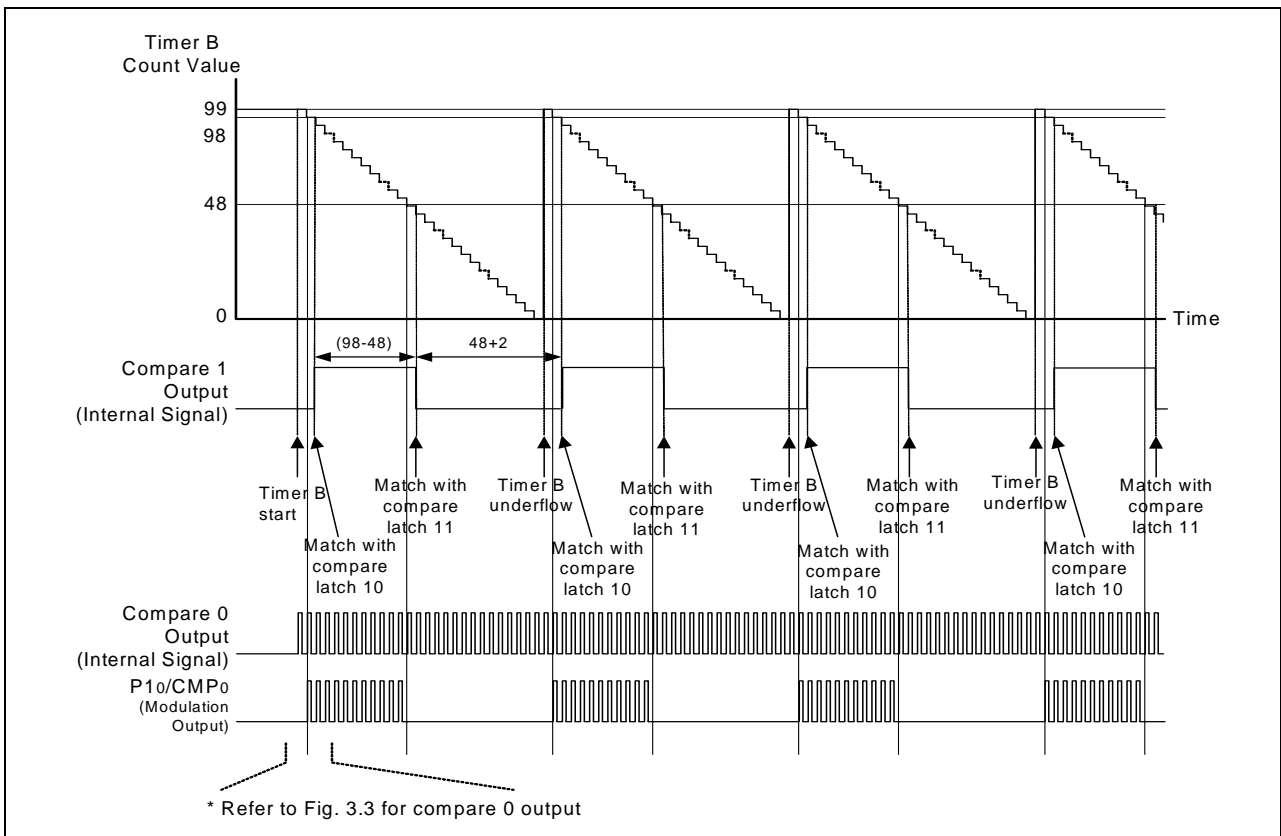 Timer B
Count Value
99
98
48
0
Time
(98-48)
48+2
Compare 1
Output
(Internal Signal)
Timer B
start
Match with
compare
latch 10
Match with
compare
latch 11
Timer B
underflow
Match with
compare
latch 10
Match with
compare
latch 11
Timer B
underflow
Match with
compare
latch 10
Match with
compare
latch 11
Timer B
underflow
Match with
compare
latch 10
Match with
compare
latch 11
Compare 0
Output
(Internal Signal)
P10/CMP0
(Modulation
Output)
* Refer to Fig. 3.3 for compare 0 output